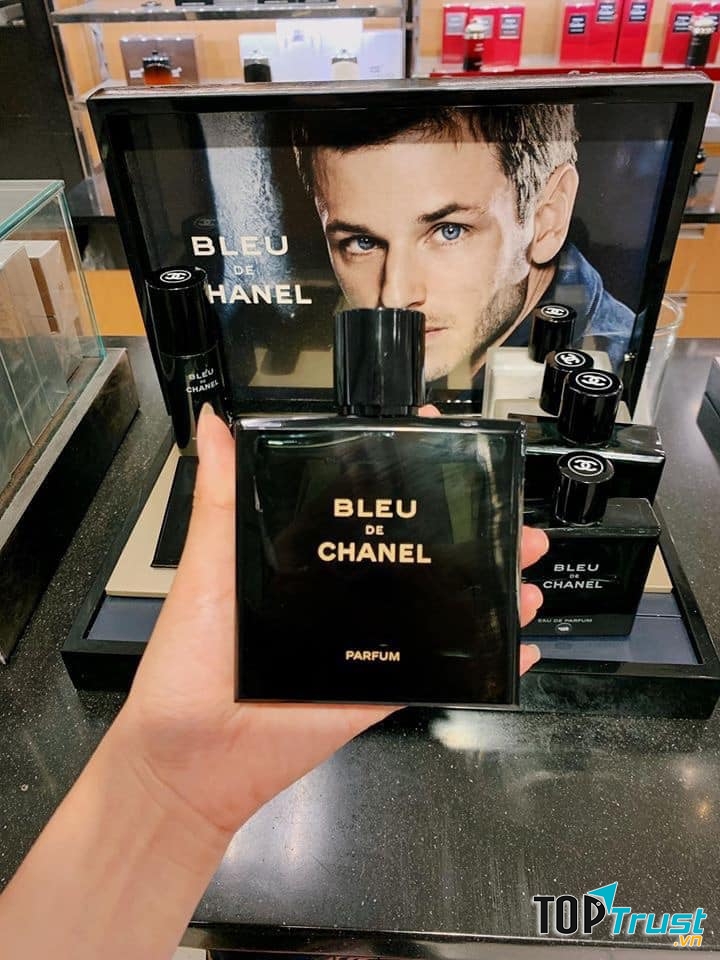 BLEU
DE
CHANEL
BLEU
DE
CHANEL
BLEU
DE
CHANEL
PARFUM
BLEU
DE
CHANEL
EAU DE PARFUM
TOPTrust
.vn